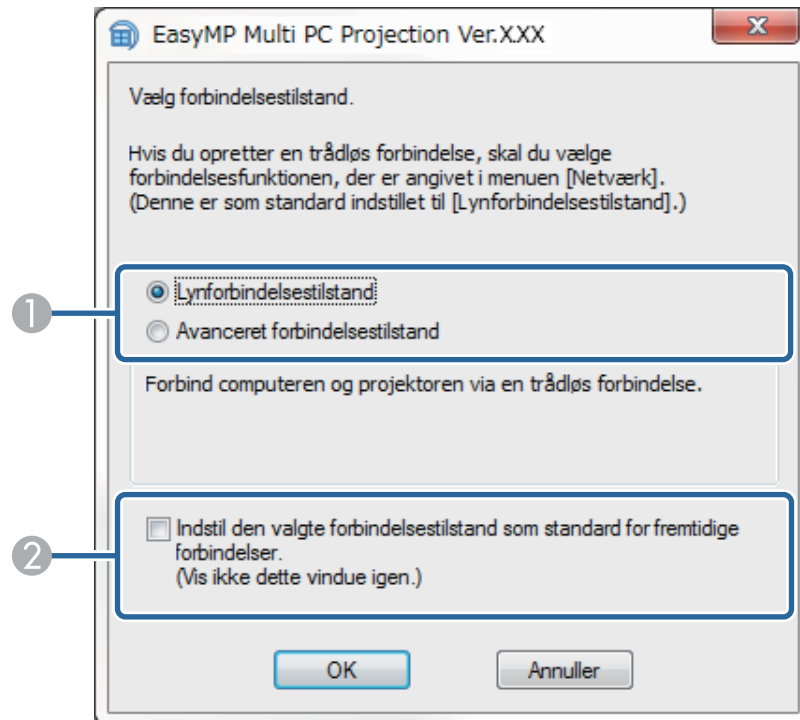 EasyMP Multi PC Projection Ver.X.XX
Vælg forbindelsestilstand.
Hvis du opretter en trådløs forbindelse, skal du vælge
forbindelsesfunktionen, der er angivet i menuen [Netværk].
(Denne er som standard indstillet til [Lynforbindelsestilstand].)
1
Lynforbindelsestilstand
Avanceret forbindelsestilstand
Forbind computeren og projektoren via en trådløs forbindelse.
2
Indstil den valgte forbindelsestilstand som standard for fremtidige
forbindelser.
(Vis ikke dette vindue igen.)
OK
Annuller